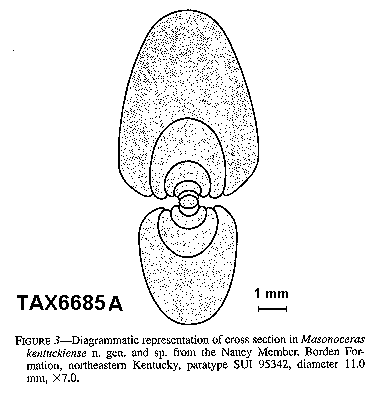 TAX6685A
1 mm
FIGURE 3—Diagrammatic representation of cross section in Masonoceras
kentuckiense n. gen. and sp. from the Nancy Member, Borden For-
mation, northeastern Kentucky, paratype SUI 95342, diameter 11.0
mm, ×7.0.